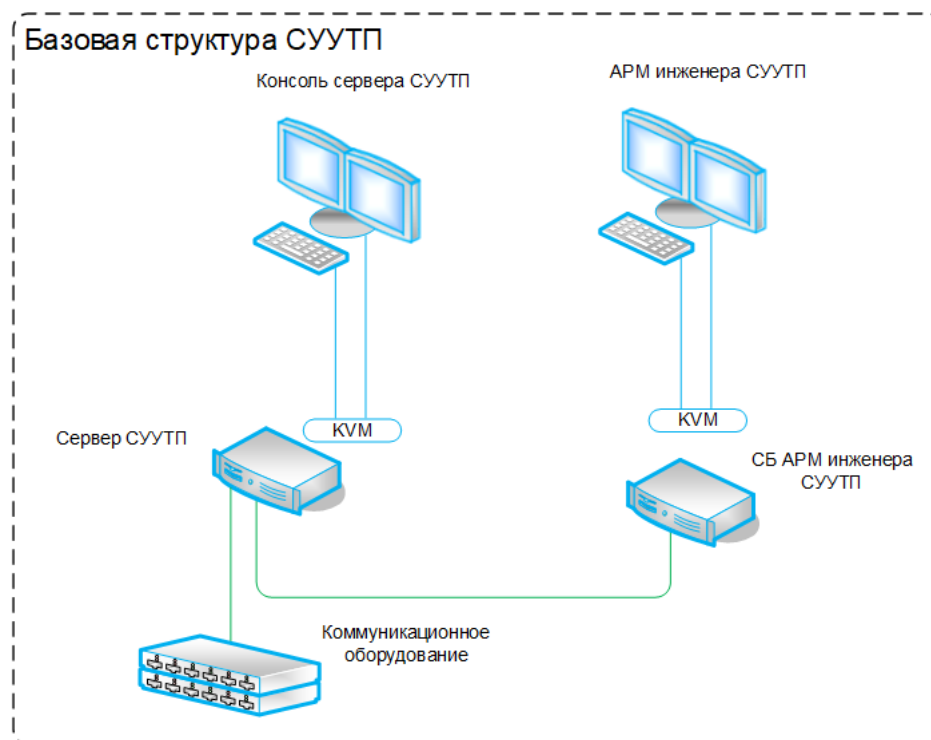 Базовая структура СУУТП
Консоль сервера СУУТП
АРМ инженера СУУТП
KVM
KVM
Сервер СУУТП
СБ АРМ инженера
СУУТП
Коммуникационное
оборудование